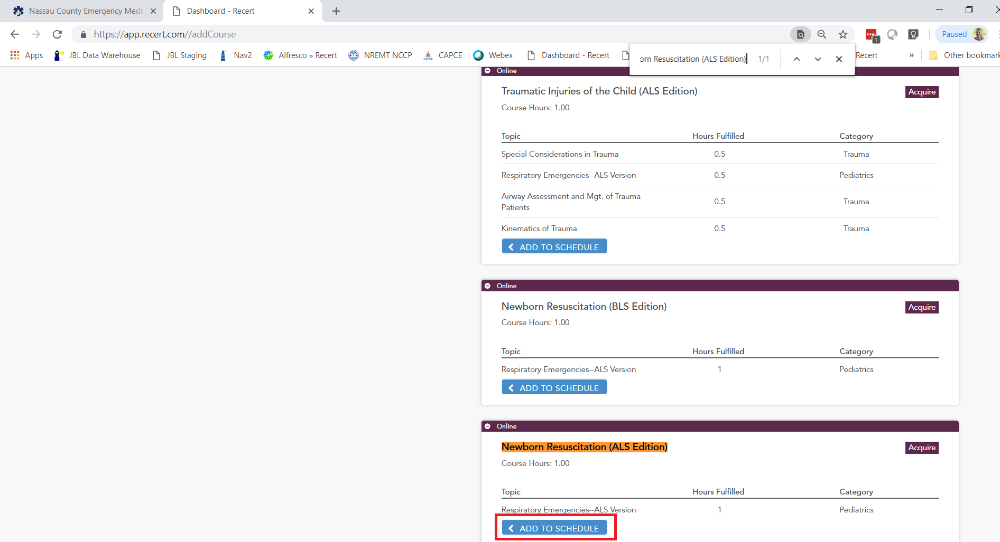 Nassau County Emergency Medic
Dashboard - Recert
https://app.recert.com//addCourse
1
Paused
Apps
JBL Data Warehouse
JBL Staging
Nav2
Alfresco » Recert
NREMT NCCP
CAPCE
CAPCE
Webex
Dashboard - Recert
Recert
»
Other bookmark
orn Resuscitation (ALS Edition)
1/1
Online
Traumatic Injuries of the Child (ALS Edition)
Acquire
Course Hours: 1.00
Topic Hours Fulfilled Category
Special Considerations in Trauma 0.5 Trauma
Respiratory Emergencies--ALS Version 0.5 Pediatrics
Airway Assessment and Mgt. of Trauma
Patients 0.5 Trauma
Kinematics of Trauma 0.5 Trauma
ADD TO SCHEDULE
Online
Newborn Resuscitation (BLS Edition)
Acquire
Course Hours: 1.00
Topic Hours Fulfilled Category
Respiratory Emergencies--ALS Version 1 Pediatrics
ADD TO SCHEDULE
Online
Newborn Resuscitation (ALS Edition)
Acquire
Course Hours: 1.00
Topic Hours Fulfilled Category
Respiratory Emergencies--ALS Version 1 Pediatrics
ADD TO SCHEDULE